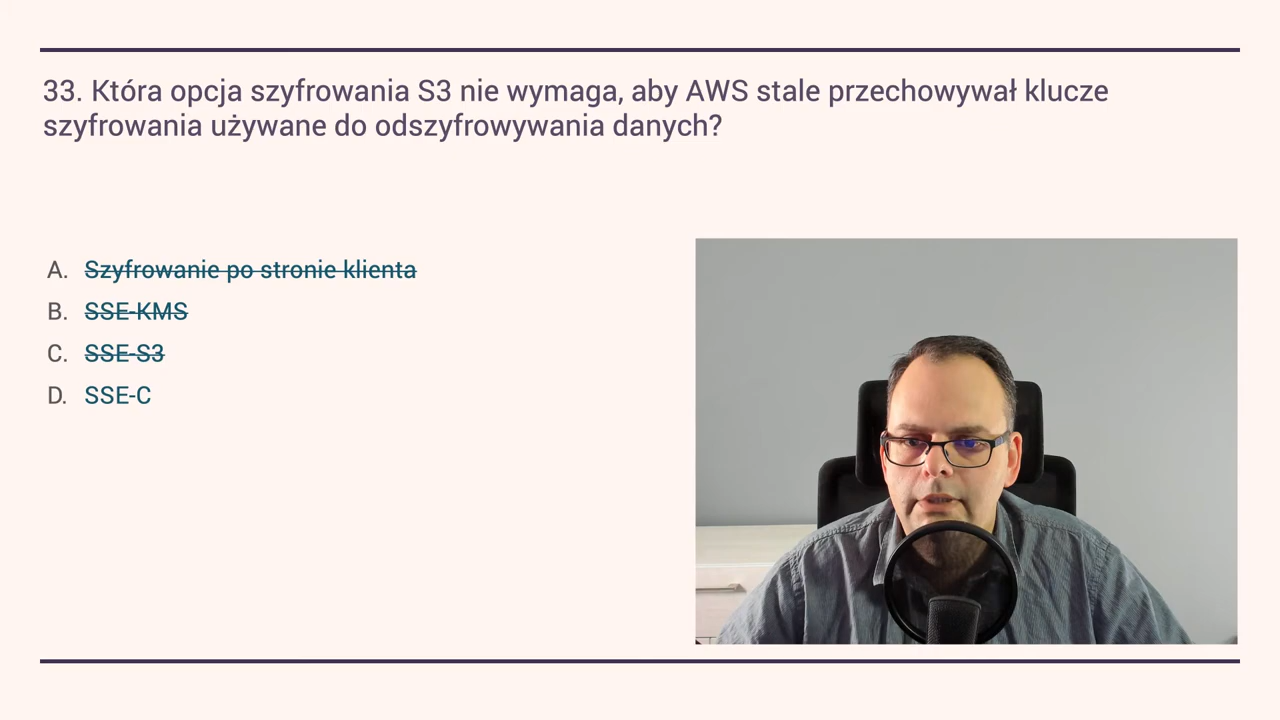 33. Która opcja szyfrowania S3 nie wymaga, aby AWS stale przechowywał klucze
szyfrowania używane do odszyfrowywania danych?
A. Szyfrowanie po stronie klienta
B. SSE-KMS
C. SSE-S3
D. SSE-C